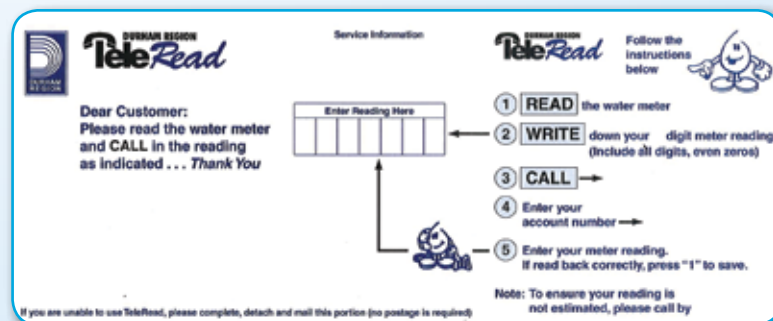 DURHAM REGION
TeleRead
DURHAM
REGION
Dear Customer:
Please read the water meter
and CALL in the reading
as indicated . . . Thank You
Service Information
Enter Reading Here
DURHAM REGION
TeleRead
Follow the
instructions
below
1 READ the water meter
2 WRITE down your digit meter reading
(Include all digits, even zeros)
3 CALL
4 Enter your
account number
5 Enter your meter reading.
If read back correctly, press "1" to save.
Note: To ensure your reading is
not estimated, please call by
If you are unable to use TeleRead, please complete, detach and mail this portion (no postage is required)